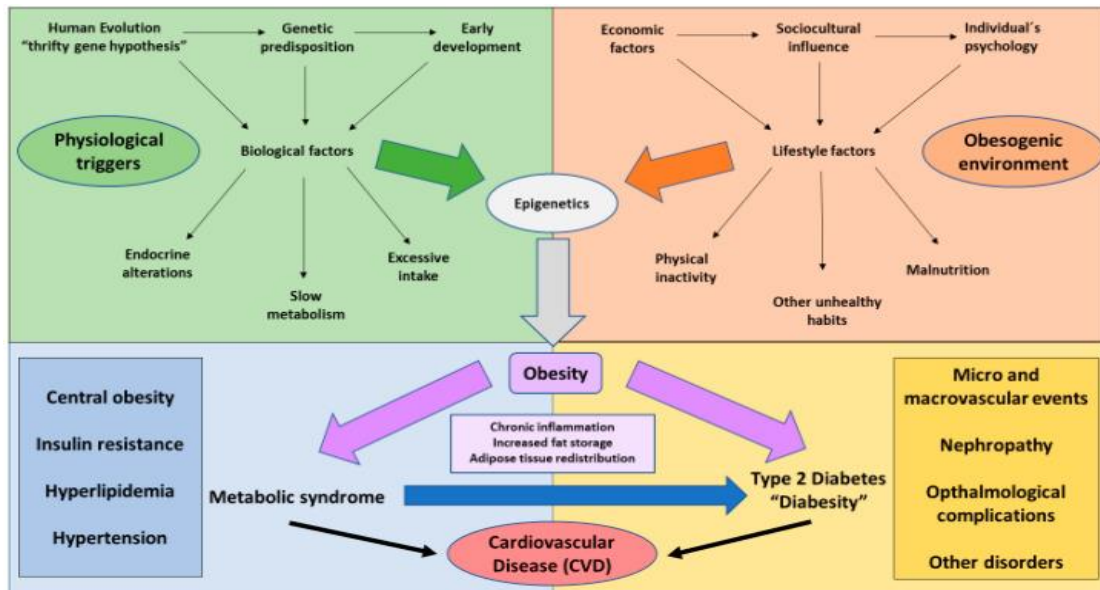 Human Evolution
“thrifty gene hypothesis”
Genetic
predisposition
Early
development
Physiological
triggers
Biological factors
Endocrine
alterations
Slow
metabolism
Excessive
intake
Economic
factors
Sociocultural
influence
Individual´s
psychology
Lifestyle factors
Obesogenic
environment
Physical
inactivity
Other unhealthy
habits
Malnutrition
Epigenetics
Obesity
Chronic inflammation
Increased fat storage
Adipose tissue redistribution
Central obesity
Insulin resistance
Hyperlipidemia
Hypertension
Metabolic syndrome
Type 2 Diabetes
“Diabesity”
Cardiovascular
Disease (CVD)
Micro and
macrovascular events
Nephropathy
Opthalmological
complications
Other disorders